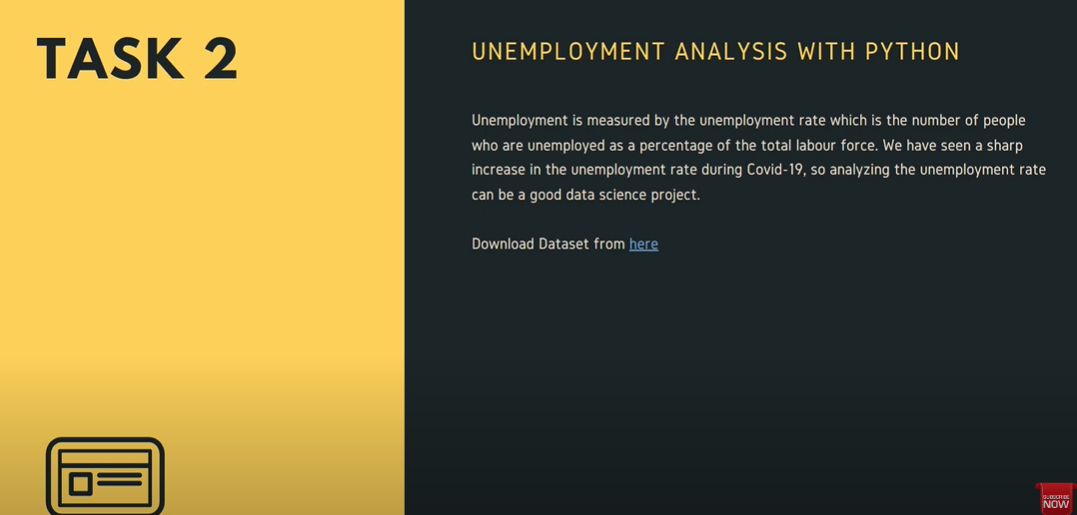 TASK 2
UNEMPLOYMENT ANALYSIS WITH PYTHON
Unemployment is measured by the unemployment rate which is the number of people
who are unemployed as a percentage of the total labour force. We have seen a sharp
increase in the unemployment rate during Covid-19, so analyzing the unemployment rate
can be a good data science project.
Download Dataset from here
SUBSCRIBE
NOW